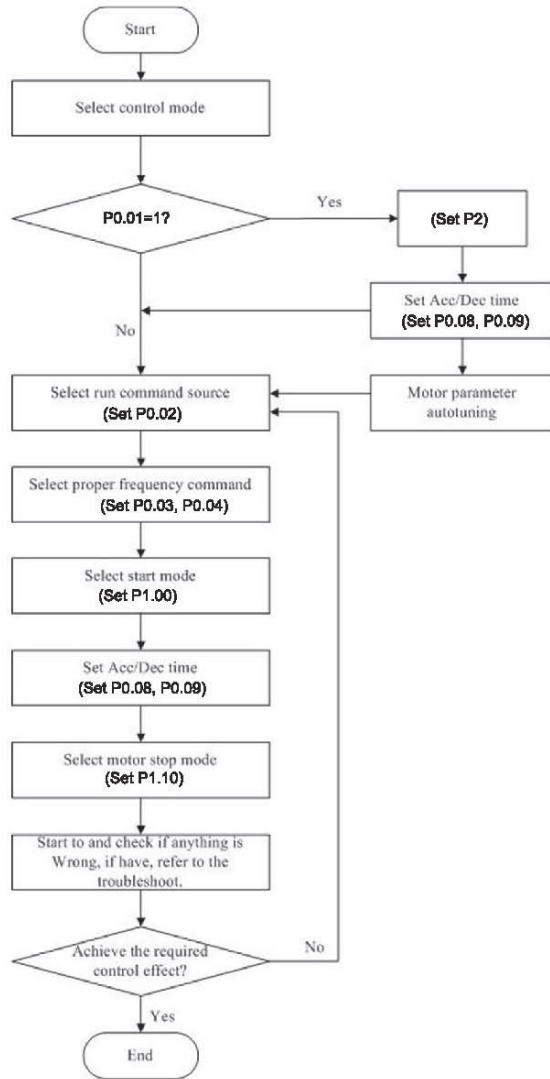 Start
Select control mode
P0.01=1?
Yes
(Set P2)
Set Acc/Dec time
(Set P0.08, P0.09)
No
Motor parameter
autotuning
Select run command source
(Set P0.02)
Select proper frequency command
(Set P0.03, P0.04)
Select start mode
(Set P1.00)
Set Acc/Dec time
(Set P0.08, P0.09)
Select motor stop mode
(Set P1.10)
Start to and check if anything is
Wrong, if have, refer to the
troubleshoot.
Achieve the required
control effect?
No
Yes
End